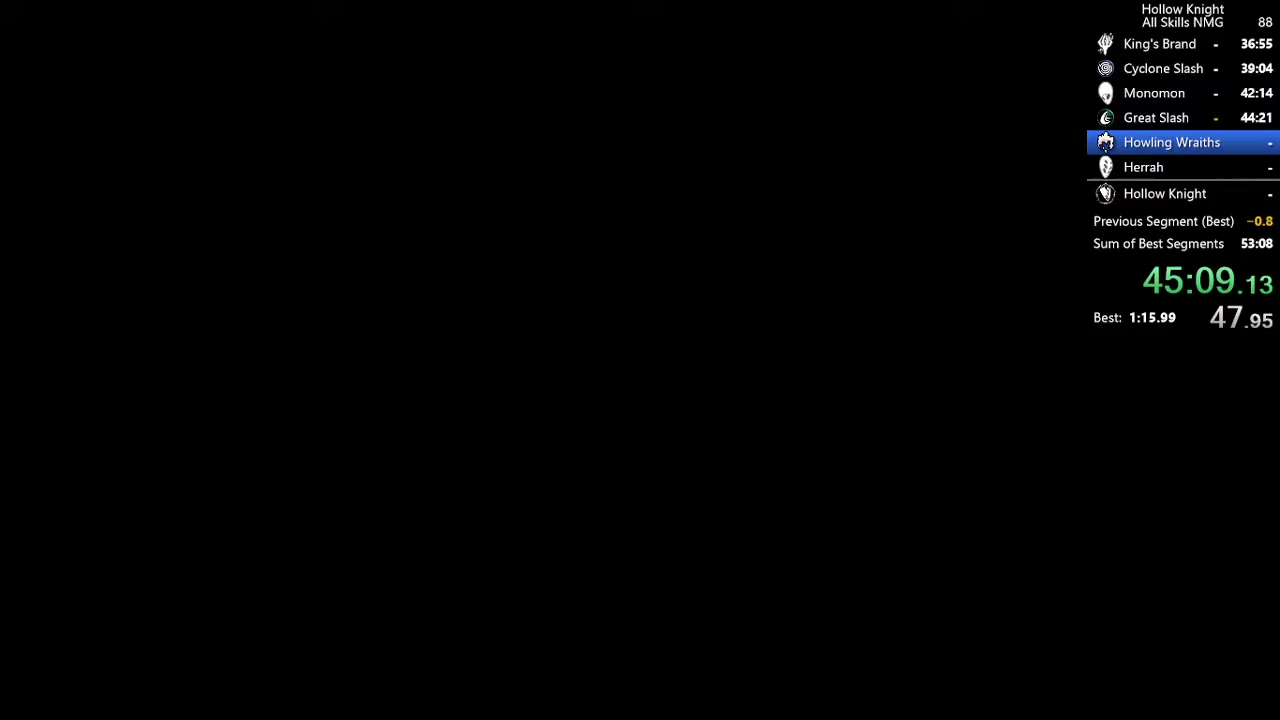 Hollow Knight
All Skills NMG 88
King's Brand - 36:55
Cyclone Slash - 39:04
Monomon - 42:14
Great Slash - 44:21
Howling Wraiths -
Herrah -
Hollow Knight -
Previous Segment (Best) −0.8
Sum of Best Segments 53:08
45:09.13
Best: 1:15.99 47.95